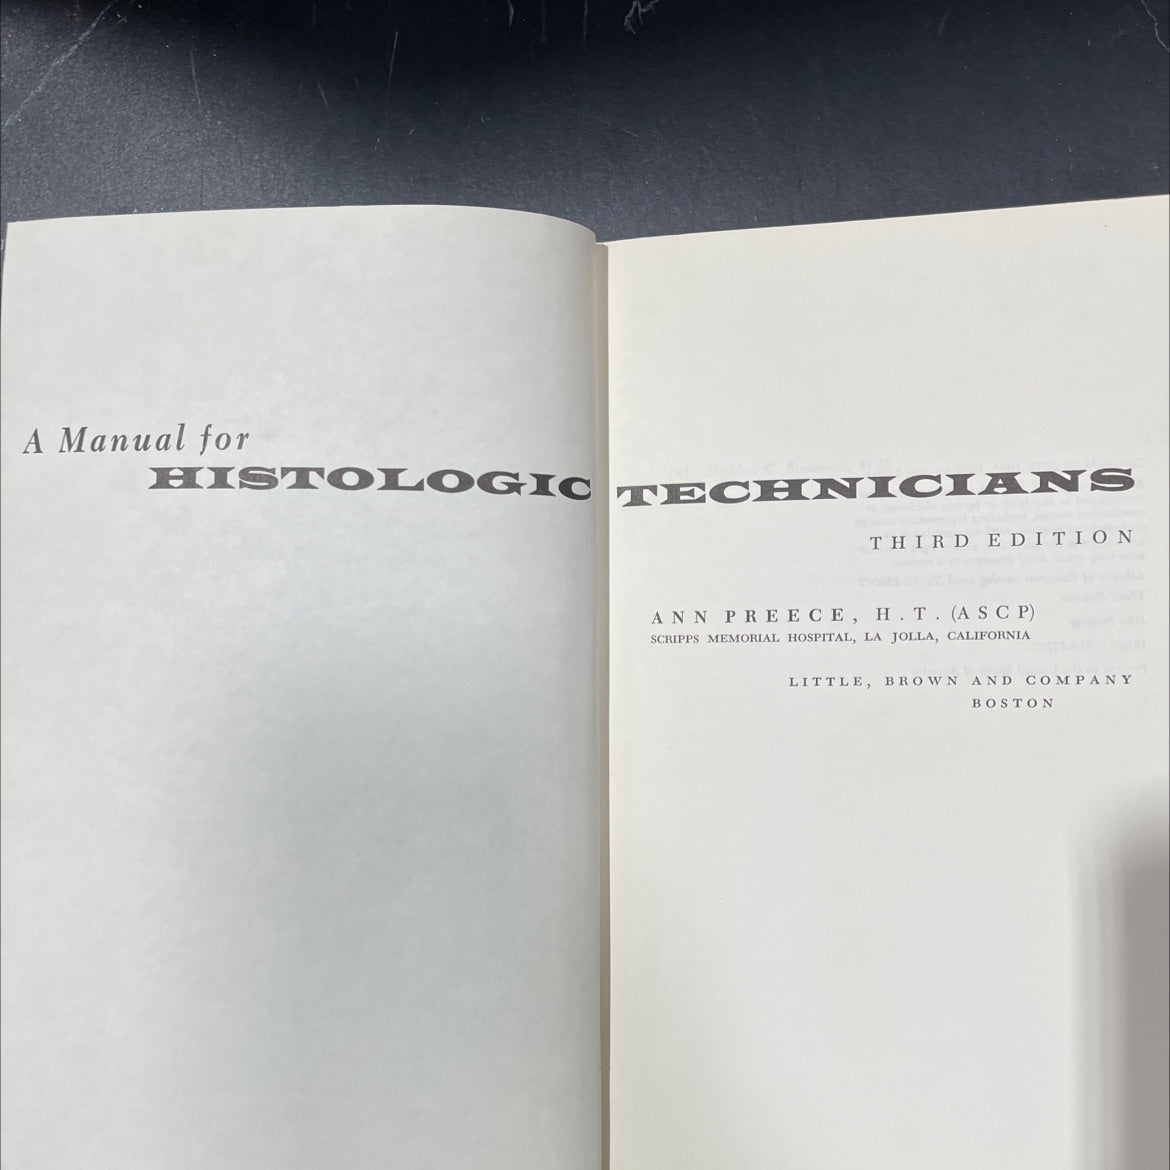 A Manual for
HISTOLOGIC TECHNICIANS
THIRD EDITION
ANN PREECE, H.T. (ASCP)
SCRIPPS MEMORIAL HOSPITAL, LA JOLLA, CALIFORNIA
LITTLE, BROWN AND COMPANY
BOSTON